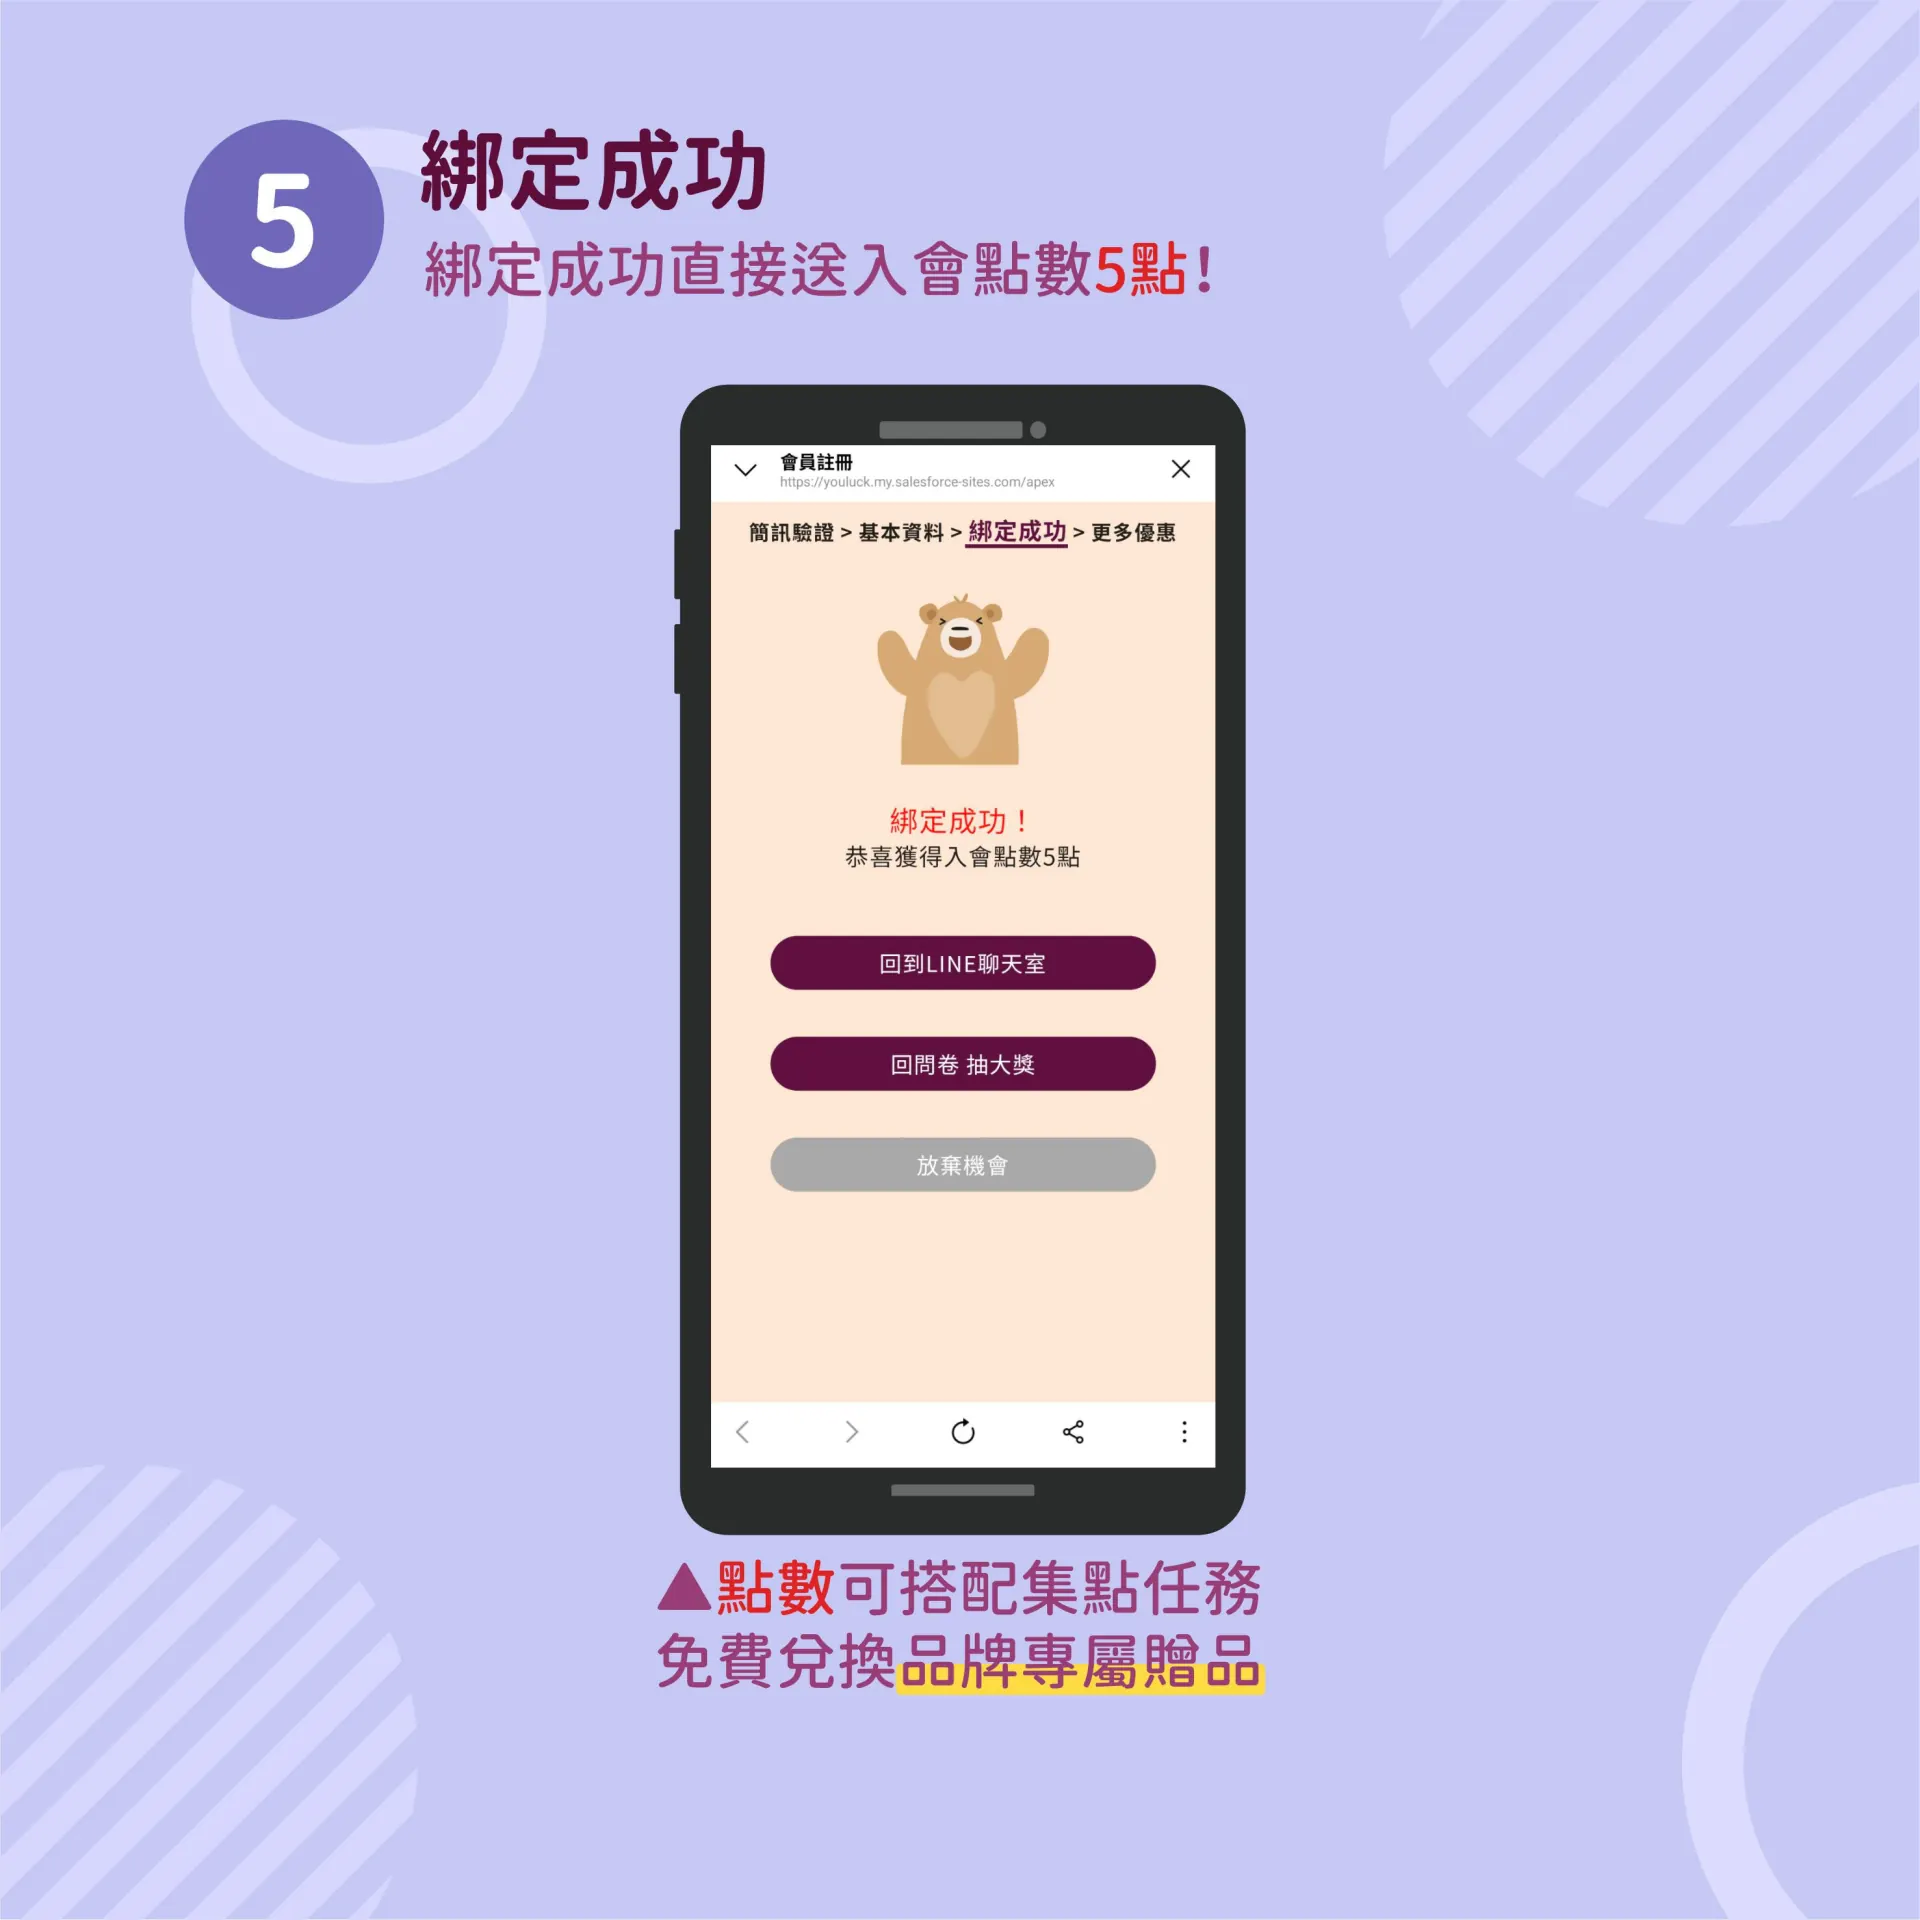 5
綁定成功
綁定成功直接送入會點數5點!
會員註冊
https://youluck.my.salesforce-sites.com/apex
簡訊驗證 > 基本資料 > 綁定成功 > 更多優惠
綁定成功！
恭喜獲得入會點數5點
回到LINE聊天室
回問卷 抽大獎
放棄機會
▲點數可搭配集點任務
免費兌換品牌專屬贈品